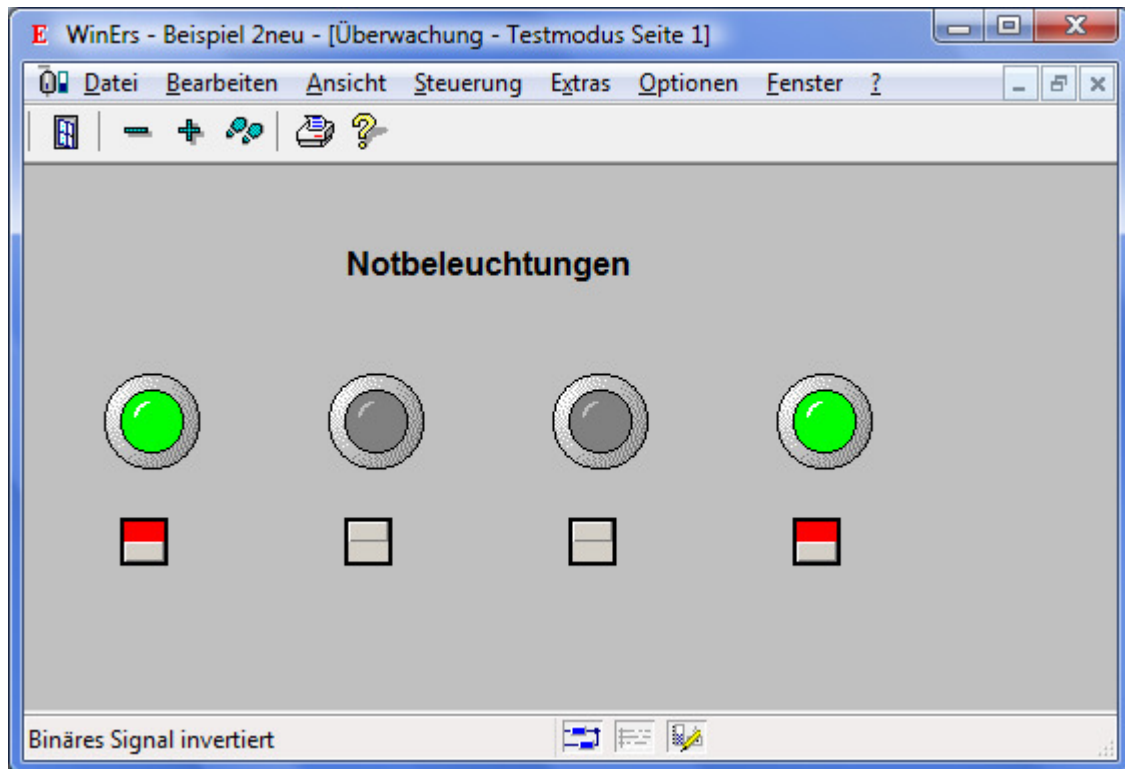 E WinErs - Beispiel 2neu - [Überwachung - Testmodus Seite 1]
Datei Bearbeiten Ansicht Steuerung Extras Optionen Fenster ?
Notbeleuchtungen
Binäres Signal invertiert